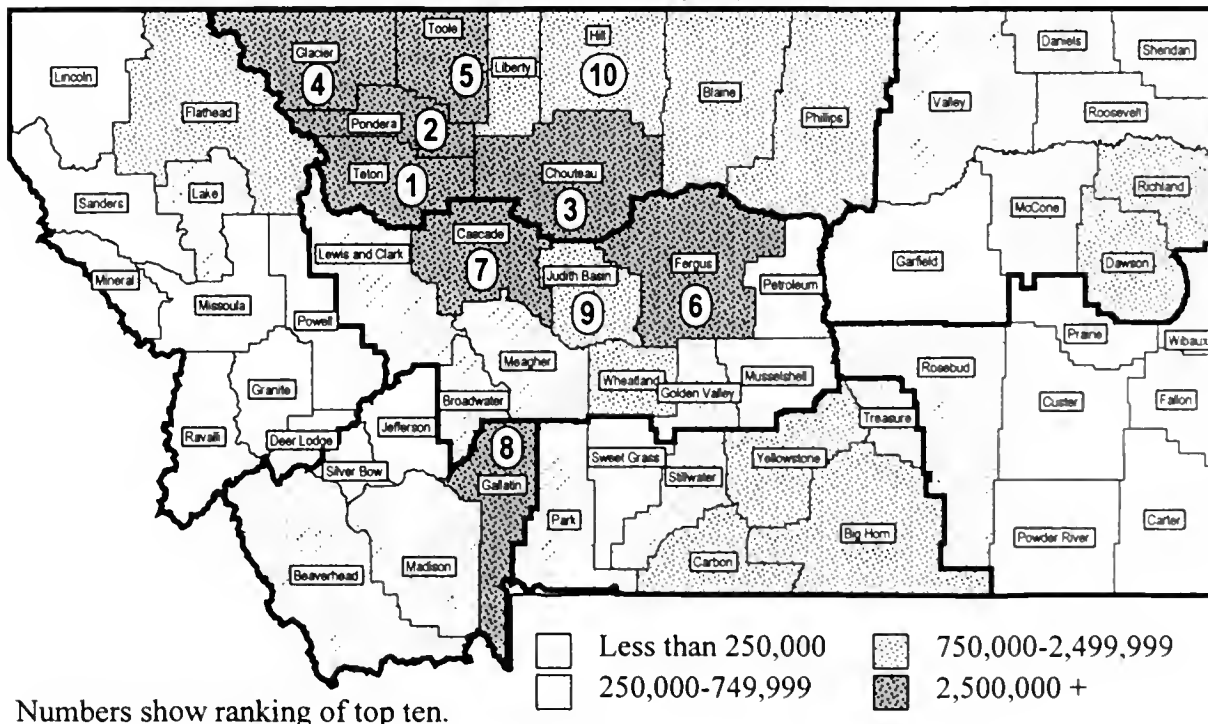 Lincoln
Flathead
Glacier
4
Toole
5
Liberty
Hill
10
Blaine
Phillips
Valley
Daniels
Sheridan
Roosevelt
Pondera
2
Teton
1
Chouteau
3
Sanders
Lake
Mineral
Missoula
Powell
Lewis and Clark
Cascade
7
Judith Basin
9
Fergus
6
Petroleum
Garfield
McCone
Richland
Dawson
Prairie
Wibaux
Granite
Ravalli
Deer Lodge
Silver Bow
Jefferson
Broadwater
Meagher
Wheatland
Golden Valley
Musselshell
Rosebud
Treasure
Custer
Fallon
8
Gallatin
Park
Sweet Grass
Stillwater
Yellowstone
Big Horn
Carbon
Powder River
Carter
Beaverhead
Madison
Less than 250,000
250,000-749,999
750,000-2,499,999
2,500,000 +
Numbers show ranking of top ten.